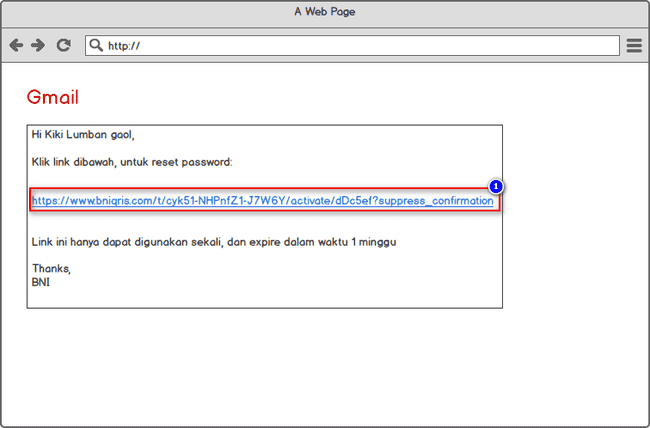 A Web Page
http://
Gmail
Hi Kiki Lumban gaol,
Klik link dibawah, untuk reset password:
1
https://www.bniqris.com/t/cyk51-NHPnfZ1-J7W6Y/activate/dDc5ef?suppress_confirmation
Link ini hanya dapat digunakan sekali, dan expire dalam waktu 1 minggu
Thanks,
BNI